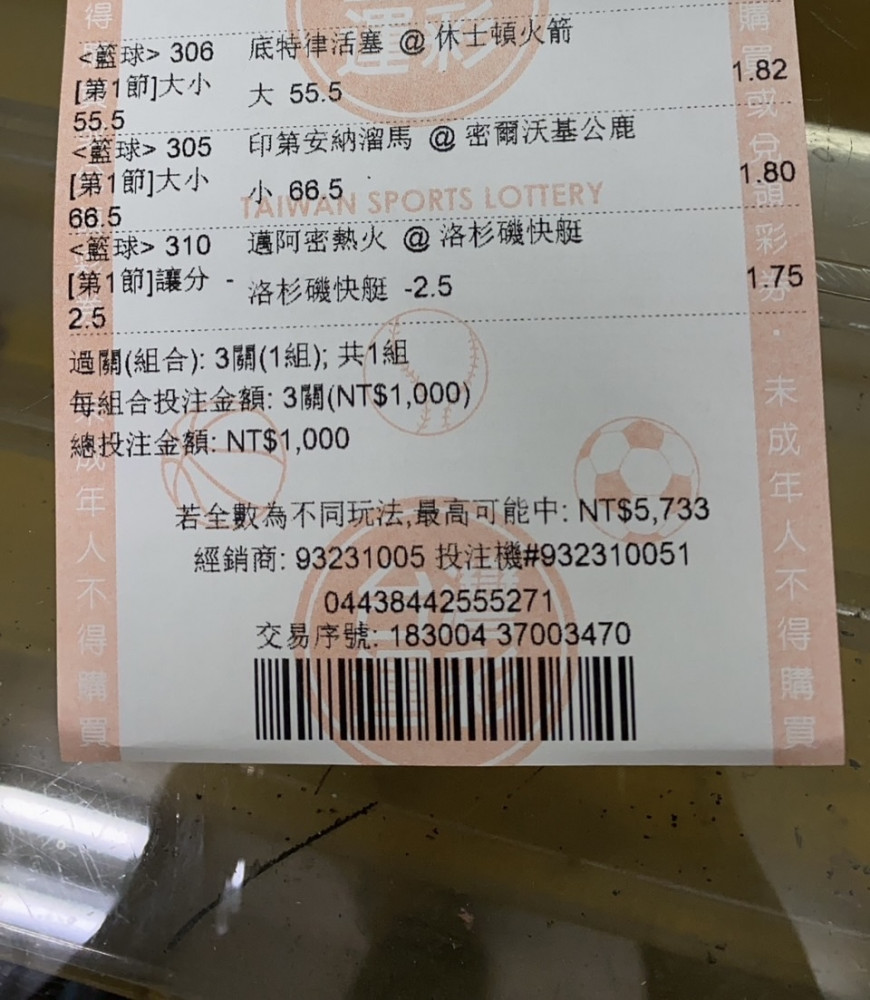 運彩
<籃球> 306 底特律活塞 @ 休士頓火箭
[第1節]大小 大 55.5 1.82
55.5
<籃球> 305 印第安納溜馬 @ 密爾沃基公鹿
[第1節]大小 小 66.5 1.80
66.5
TAIWAN SPORTS LOTTERY
<籃球> 310 邁阿密熱火 @ 洛杉磯快艇
[第1節]讓分 - 洛杉磯快艇 -2.5 1.75
2.5
過關(組合): 3關(1組); 共1組
每組合投注金額: 3關(NT$1,000)
總投注金額: NT$1,000
若全數為不同玩法,最高可能中: NT$5,733
經銷商: 93231005 投注機#932310051
04438442555271
交易序號: 183004 37003470
成年人不得購買
購買或兌領彩券・未成年人不得購買